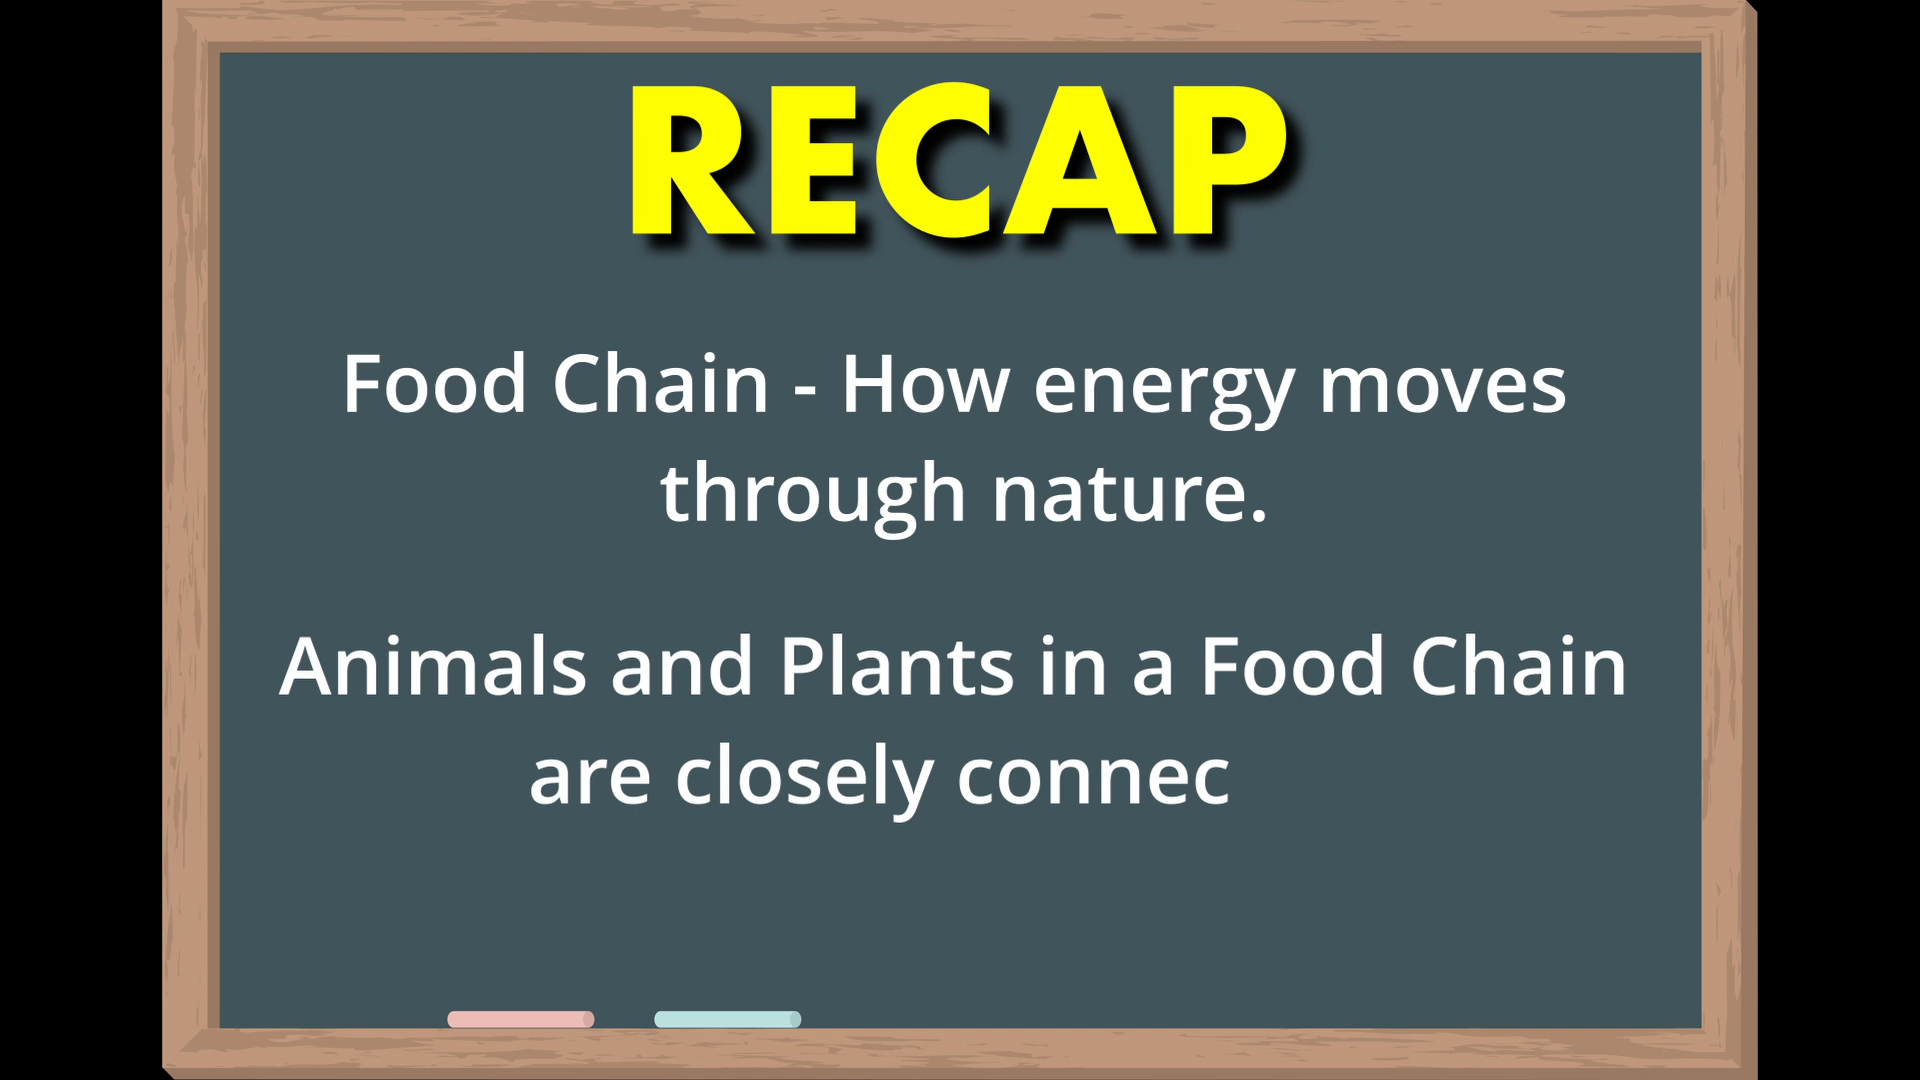 RECAP
Food Chain - How energy moves
through nature.
Animals and Plants in a Food Chain
are closely connec